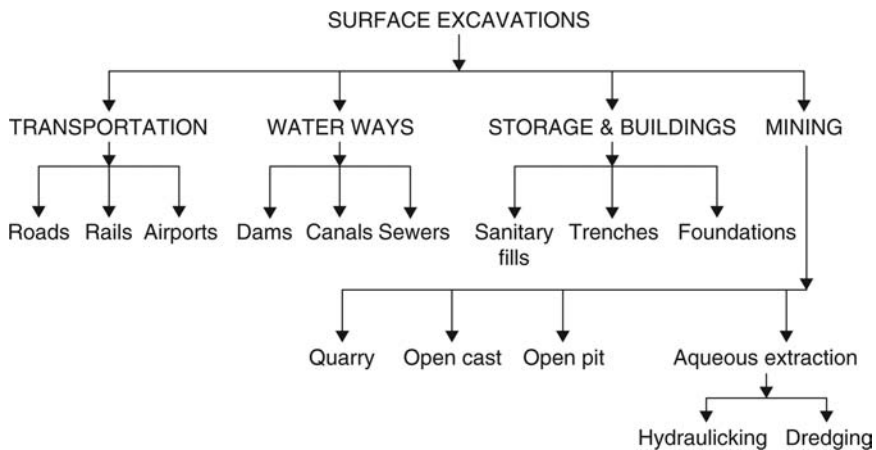 SURFACE EXCAVATIONS
TRANSPORTATION WATER WAYS STORAGE & BUILDINGS MINING
Roads Rails Airports Dams Canals Sewers Sanitary Trenches Foundations
fills
Quarry Open cast Open pit Aqueous extraction
Hydraulicking Dredging